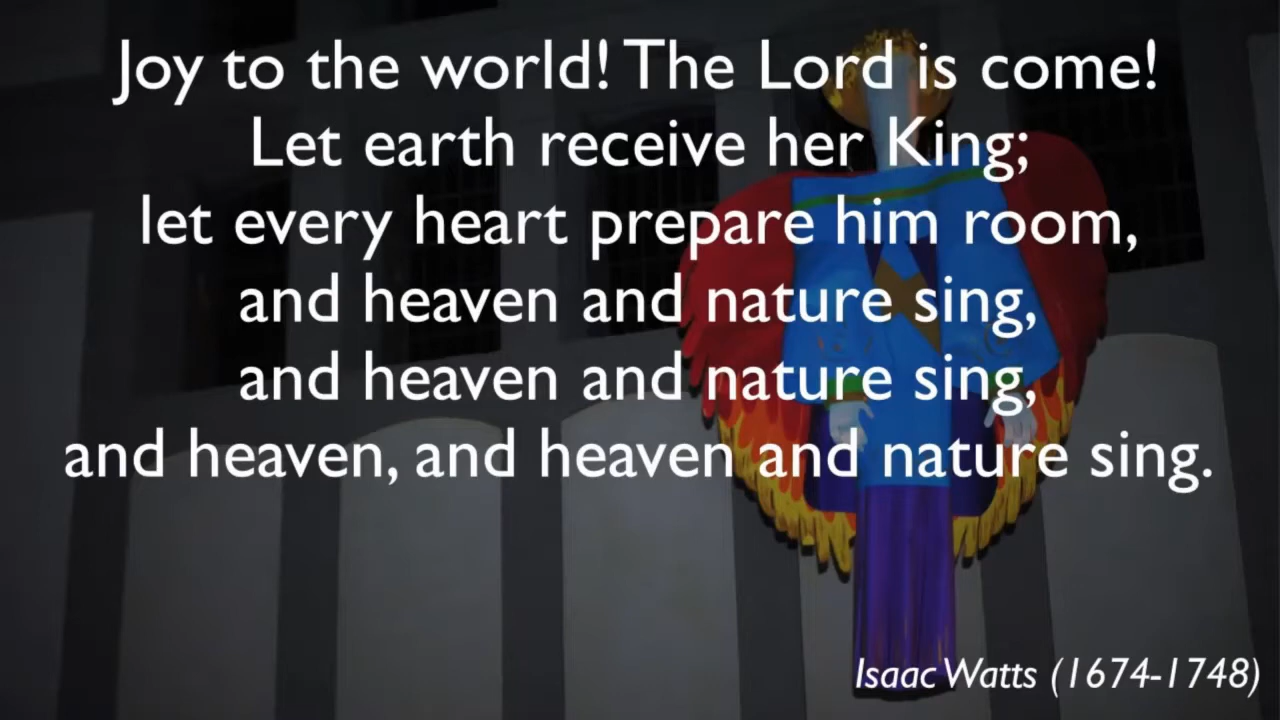 Joy to the world! The Lord is come!
Let earth receive her King;
let every heart prepare him room,
and heaven and nature sing,
and heaven and nature sing,
and heaven, and heaven and nature sing.
Isaac Watts (1674-1748)